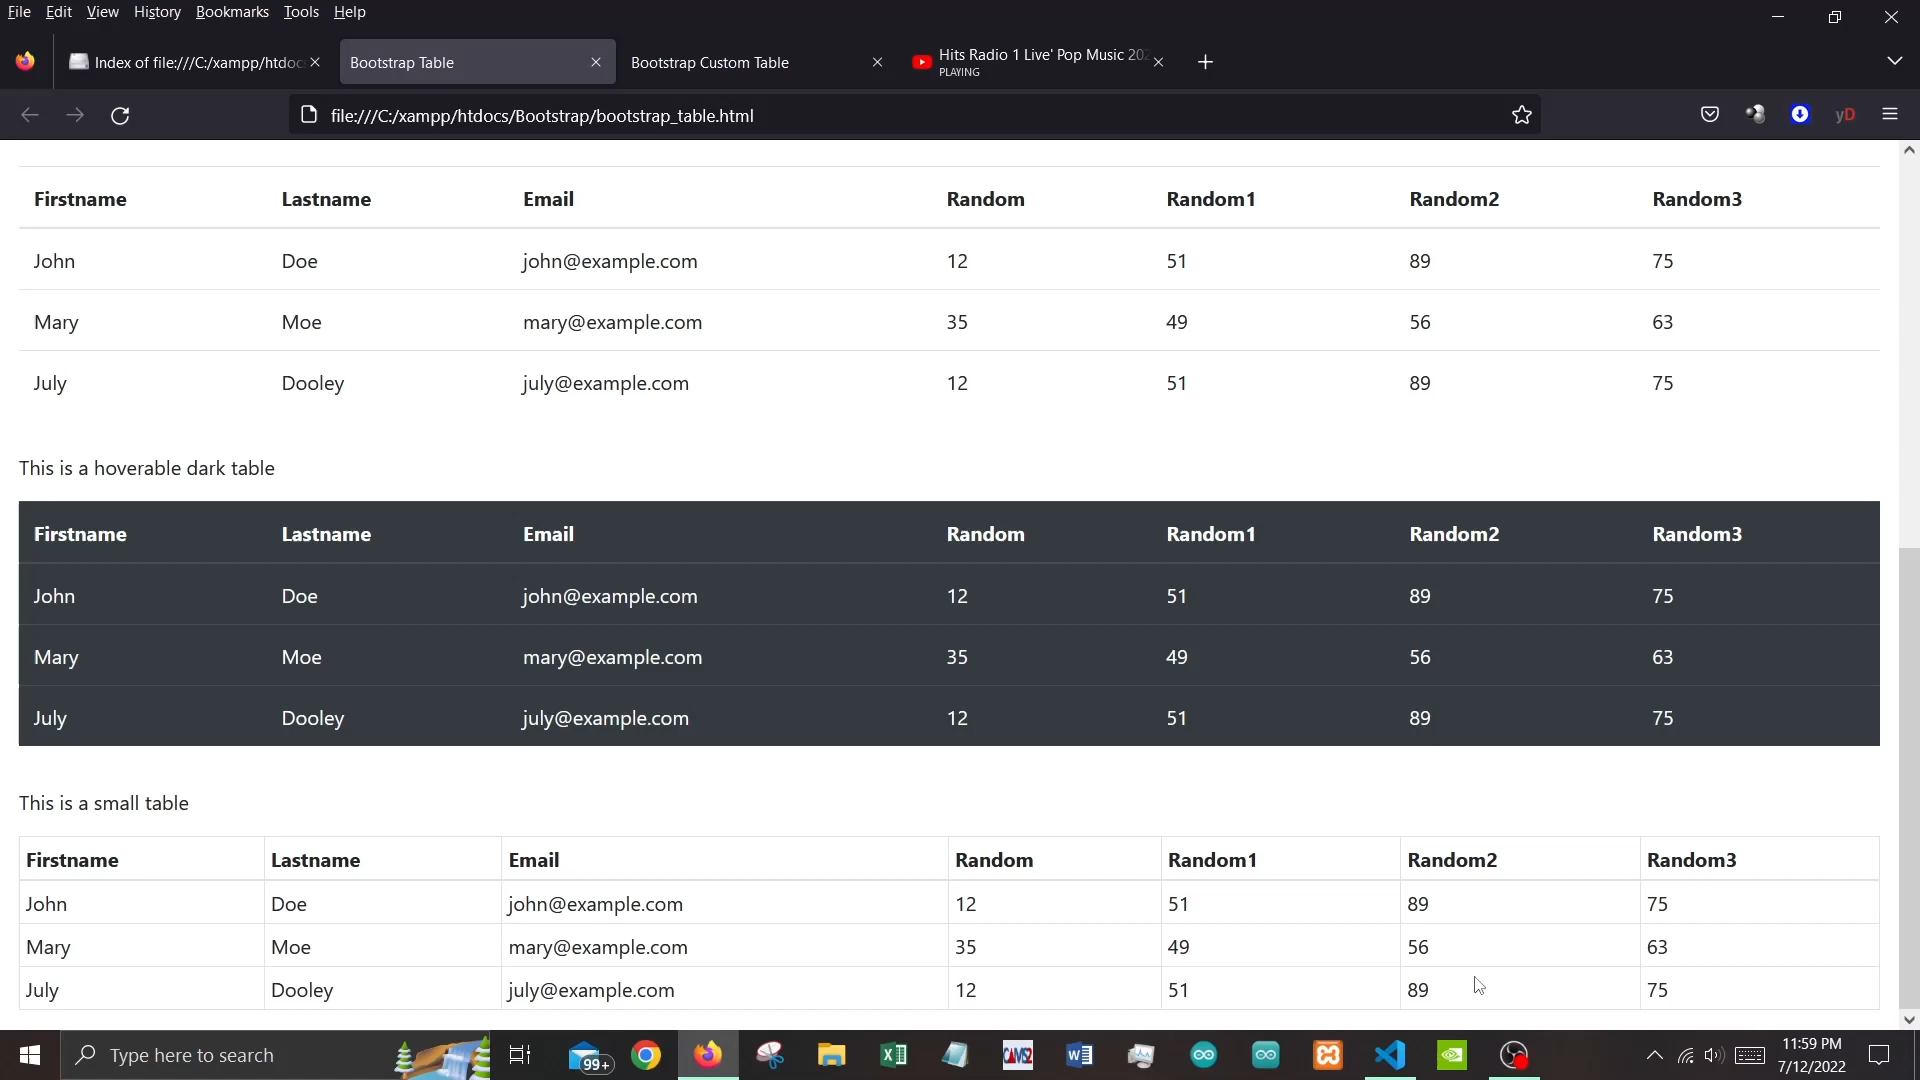 File Edit View History Bookmarks Tools Help
Index of file:///C:/xampp/htdoc
Bootstrap Table
Bootstrap Custom Table
Hits Radio 1 Live' Pop Music 202
PLAYING
file:///C:/xampp/htdocs/Bootstrap/bootstrap_table.html
yD
Firstname Lastname Email Random Random1 Random2 Random3
John Doe john@example.com 12 51 89 75
Mary Moe mary@example.com 35 49 56 63
July Dooley july@example.com 12 51 89 75
This is a hoverable dark table
Firstname Lastname Email Random Random1 Random2 Random3
John Doe john@example.com 12 51 89 75
Mary Moe mary@example.com 35 49 56 63
July Dooley july@example.com 12 51 89 75
This is a small table
Firstname Lastname Email Random Random1 Random2 Random3
John Doe john@example.com 12 51 89 75
Mary Moe mary@example.com 35 49 56 63
July Dooley july@example.com 12 51 89 75
Type here to search
99+
CAMS2
11:59 PM
7/12/2022